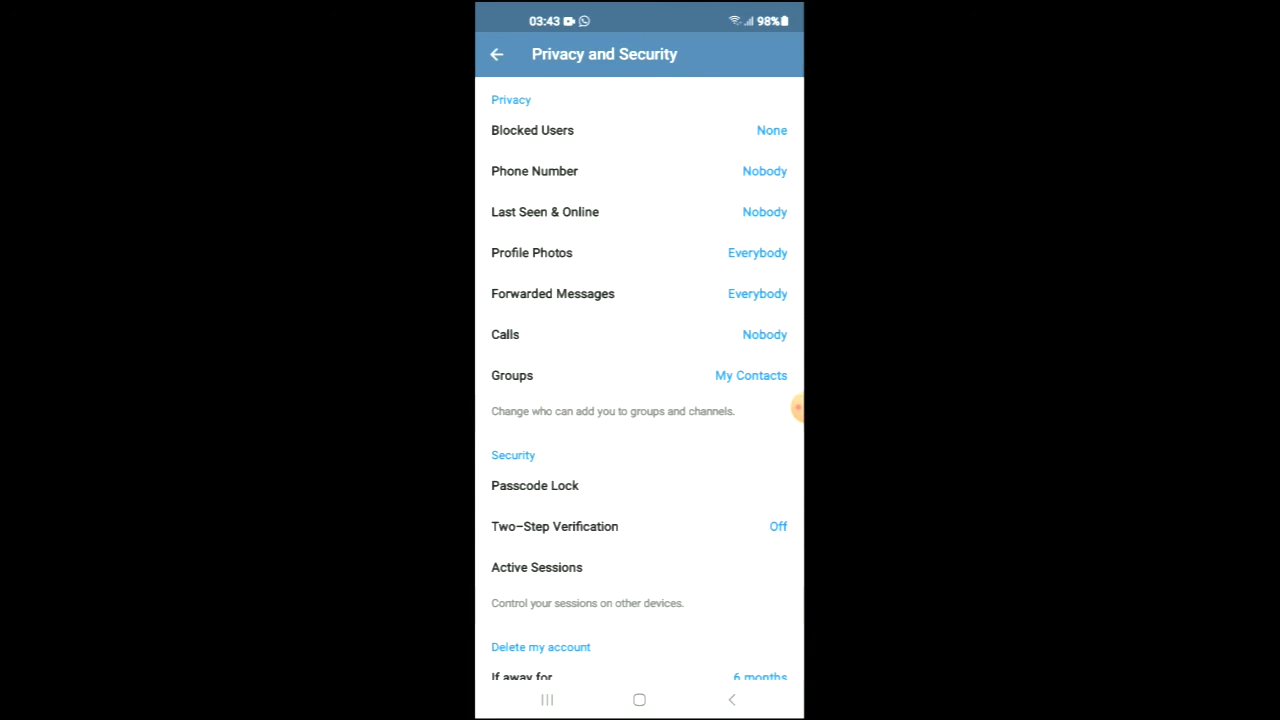 03:43 98%
Privacy and Security
Privacy
Blocked Users None
Phone Number Nobody
Last Seen & Online Nobody
Profile Photos Everybody
Forwarded Messages Everybody
Calls Nobody
Groups My Contacts
Change who can add you to groups and channels.
Security
Passcode Lock
Two-Step Verification Off
Active Sessions
Control your sessions on other devices.
Delete my account
If away for 6 months